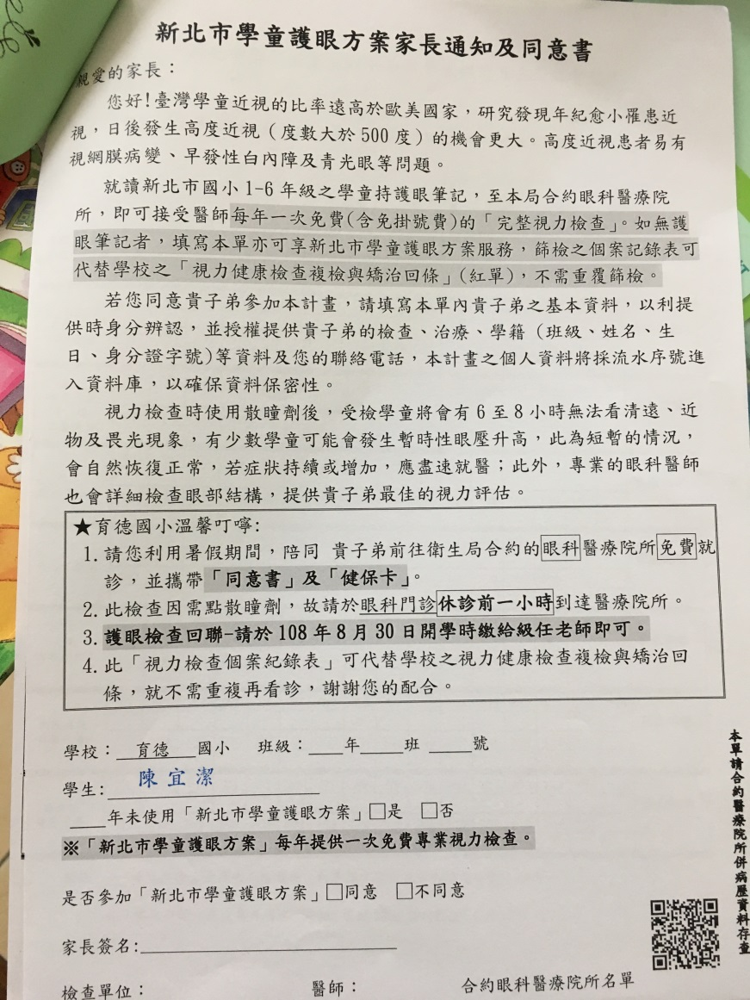 新北市學童護眼方案家長通知及同意書
親愛的家長：
您好!臺灣學童近視的比率遠高於歐美國家，研究發現年紀愈小罹患近
視，日後發生高度近視（度數大於500度）的機會更大。高度近視患者易有
視網膜病變、早發性白內障及青光眼等問題。
就讀新北市國小1-6年級之學童持護眼筆記，至本局合約眼科醫療院
所，即可接受醫師每年一次免費(含免掛號費)的「完整視力檢查」。如無護
眼筆記者，填寫本單亦可享新北市學童護眼方案服務，篩檢之個案記錄表可
代替學校之「視力健康檢查複檢與矯治回條」(紅單)，不需重覆篩檢。
若您同意貴子弟參加本計畫，請填寫本單內貴子弟之基本資料，以利提
供時身分辨認，並授權提供貴子弟的檢查、治療、學籍（班級、姓名、生
日、身分證字號)等資料及您的聯絡電話，本計畫之個人資料將採流水序號進
入資料庫，以確保資料保密性。
視力檢查時使用散瞳劑後，受檢學童將會有6至8小時無法看清遠、近
物及畏光現象，有少數學童可能會發生暫時性眼壓升高，此為短暫的情況，
會自然恢復正常，若症狀持續或增加，應盡速就醫；此外，專業的眼科醫師
也會詳細檢查眼部結構，提供貴子弟最佳的視力評估。
★育德國小溫馨叮嚀:
1. 請您利用暑假期間，陪同 貴子弟前往衛生局合約的眼科醫療院所免費就
診，並攜帶「同意書」及「健保卡」。
2. 此檢查因需點散瞳劑，故請於眼科門診休診前一小時到達醫療院所。
3. 護眼檢查回聯-請於108年8月30日開學時繳給級任老師即可。
4. 此「視力檢查個案紀錄表」可代替學校之視力健康檢查複檢與矯治回
條，就不需重複再看診，謝謝您的配合。
學校：育德國小 班級：____年____班 ____號
學生:陳宜潔
____年未使用「新北市學童護眼方案」□是 □否
※「新北市學童護眼方案」每年提供一次免費專業視力檢查。
是否參加「新北市學童護眼方案」□同意 □不同意
家長簽名:____
檢查單位： 醫師： 合約眼科醫療院所名單
本單請合約醫療院所併病歷資料存查